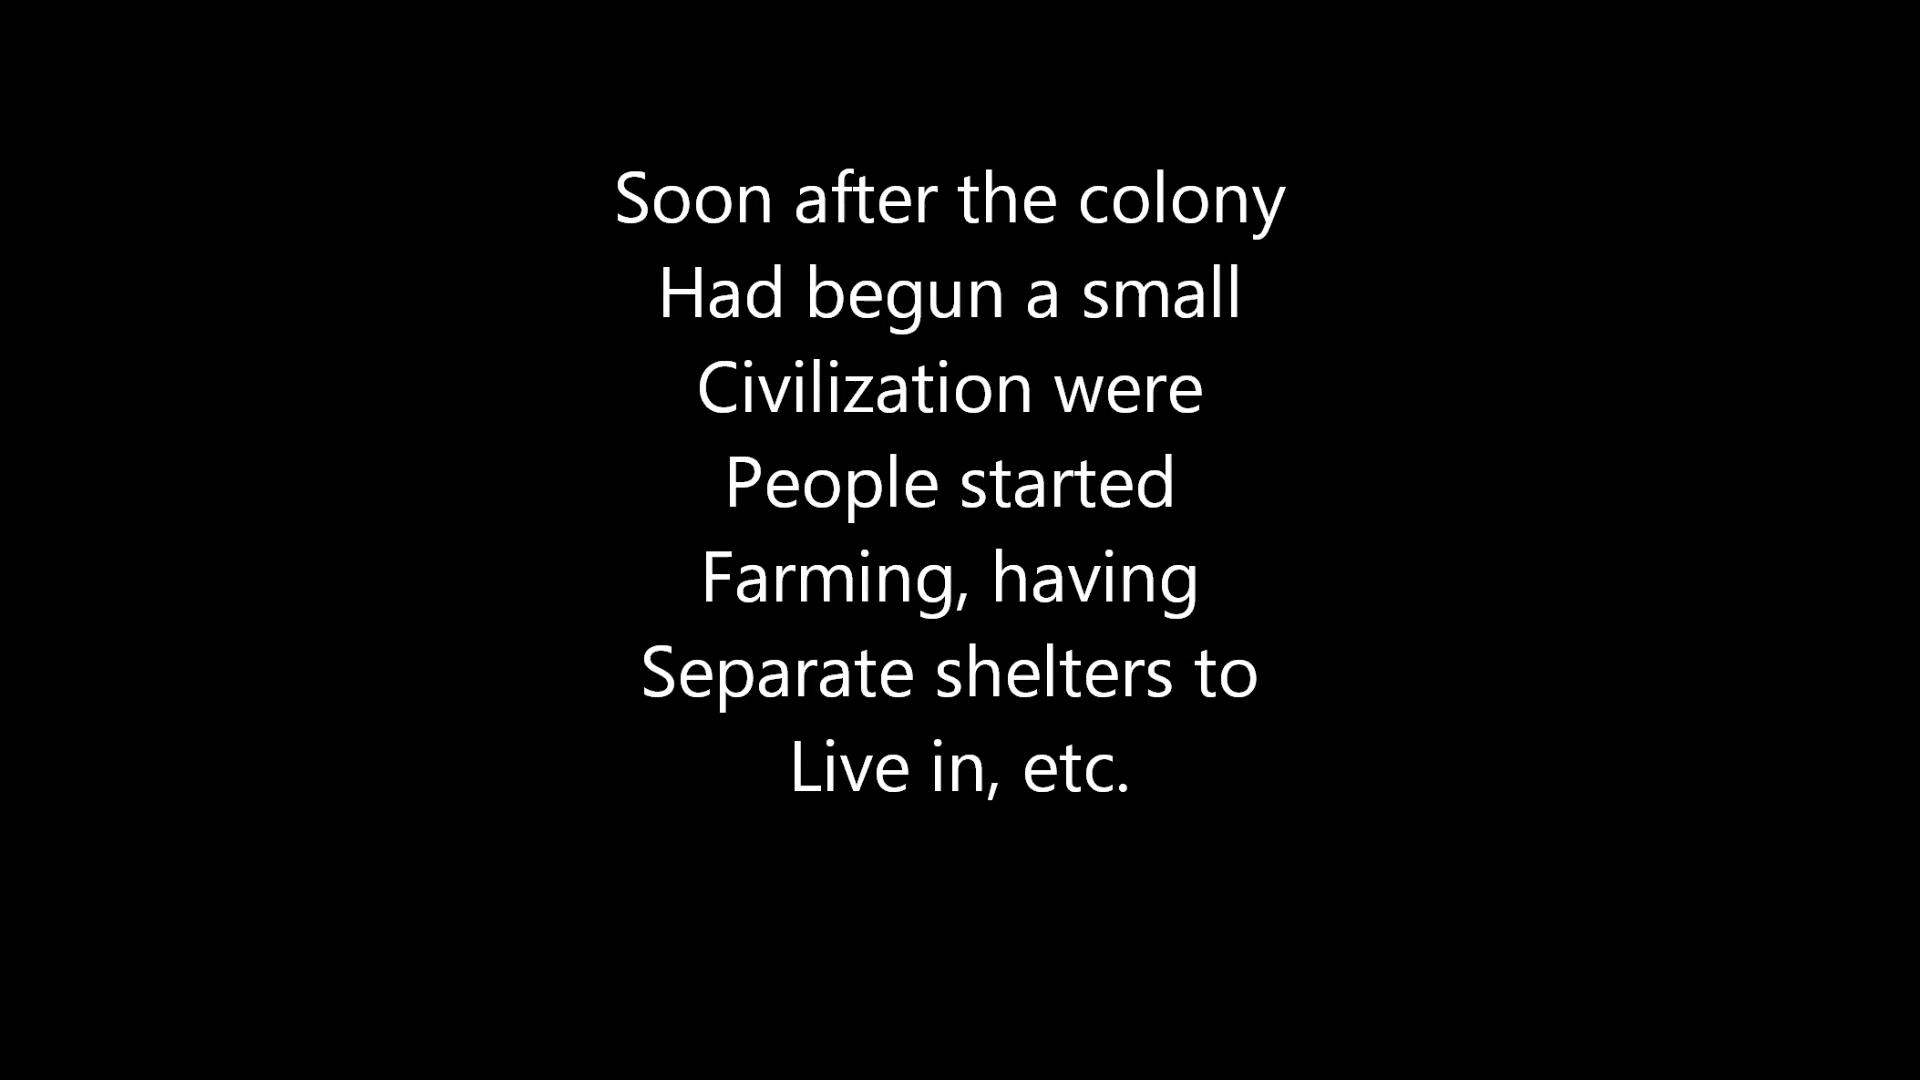 Soon after the colony
Had begun a small
Civilization were
People started
Farming, having
Separate shelters to
Live in, etc.